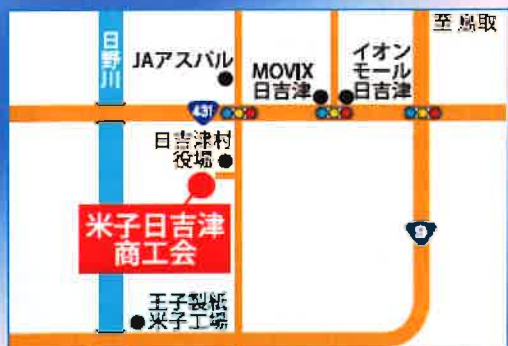 至 鳥取
日野川
JAアスパル
MOVIX
日吉津
イオン
モール
日吉津
431
日吉津村
役場
米子日吉津
商工会
9
王子製紙
米子工場